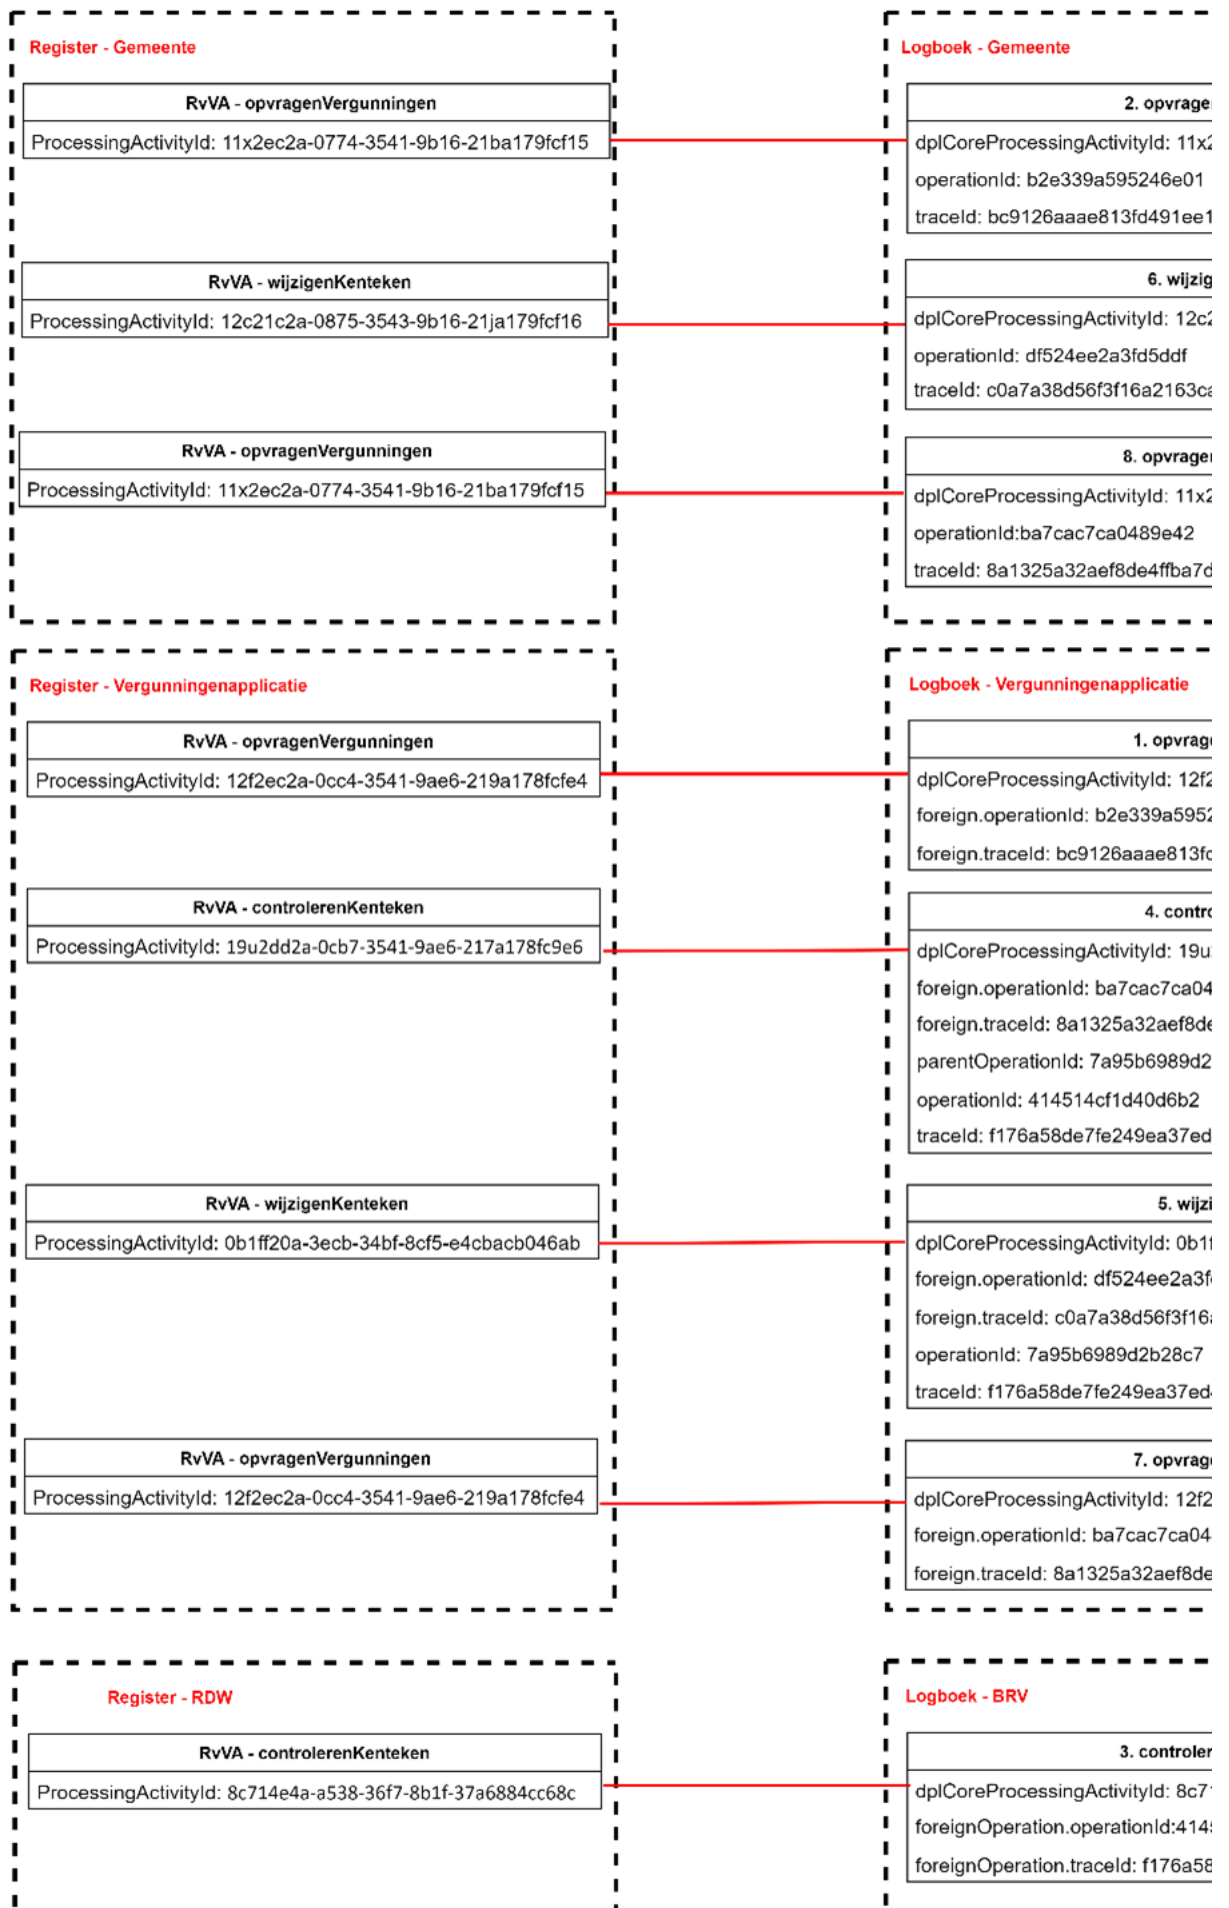 Register - Gemeente
RvVA - opvragenVergunningen
ProcessingActivityId: 11x2ec2a-0774-3541-9b16-21ba179fcf15
RvVA - wijzigenKenteken
ProcessingActivityId: 12c21c2a-0875-3543-9b16-21ja179fcf16
RvVA - opvragenVergunningen
ProcessingActivityId: 11x2ec2a-0774-3541-9b16-21ba179fcf15
Logboek - Gemeente
2. opvrager
dplCoreProcessingActivityId: 11x2
operationId: b2e339a595246e01
traceId: bc9126aaae813fd491ee1
6. wijzig
dplCoreProcessingActivityId: 12c2
operationId: df524ee2a3fd5ddf
traceId: c0a7a38d56f3f16a2163ca
8. opvrager
dplCoreProcessingActivityId: 11x2
operationId:ba7cac7ca0489e42
traceId: 8a1325a32aef8de4ffba7d
Register - Vergunningenapplicatie
RvVA - opvragenVergunningen
ProcessingActivityId: 12f2ec2a-0cc4-3541-9ae6-219a178fcfe4
RvVA - controlerenKenteken
ProcessingActivityId: 19u2dd2a-0cb7-3541-9ae6-217a178fc9e6
RvVA - wijzigenKenteken
ProcessingActivityId: 0b1ff20a-3ecb-34bf-8cf5-e4cbacb046ab
RvVA - opvragenVergunningen
ProcessingActivityId: 12f2ec2a-0cc4-3541-9ae6-219a178fcfe4
Logboek - Vergunningenapplicatie
1. opvrage
dplCoreProcessingActivityId: 12f2
foreign.operationId: b2e339a5952
foreign.traceId: bc9126aaae813fd
4. contro
dplCoreProcessingActivityId: 19u2
foreign.operationId: ba7cac7ca04
foreign.traceId: 8a1325a32aef8de
parentOperationId: 7a95b6989d2
operationId: 414514cf1d40d6b2
traceId: f176a58de7fe249ea37ed
5. wijzi
dplCoreProcessingActivityId: 0b1f
foreign.operationId: df524ee2a3f
foreign.traceId: c0a7a38d56f3f16a
operationId: 7a95b6989d2b28c7
traceId: f176a58de7fe249ea37ed4
7. opvrage
dplCoreProcessingActivityId: 12f2
foreign.operationId: ba7cac7ca04
foreign.traceId: 8a1325a32aef8de
Register - RDW
RvVA - controlerenKenteken
ProcessingActivityId: 8c714e4a-a538-36f7-8b1f-37a6884cc68c
Logboek - BRV
3. controler
dplCoreProcessingActivityId: 8c71
foreignOperation.operationId:4145
foreignOperation.traceId: f176a58